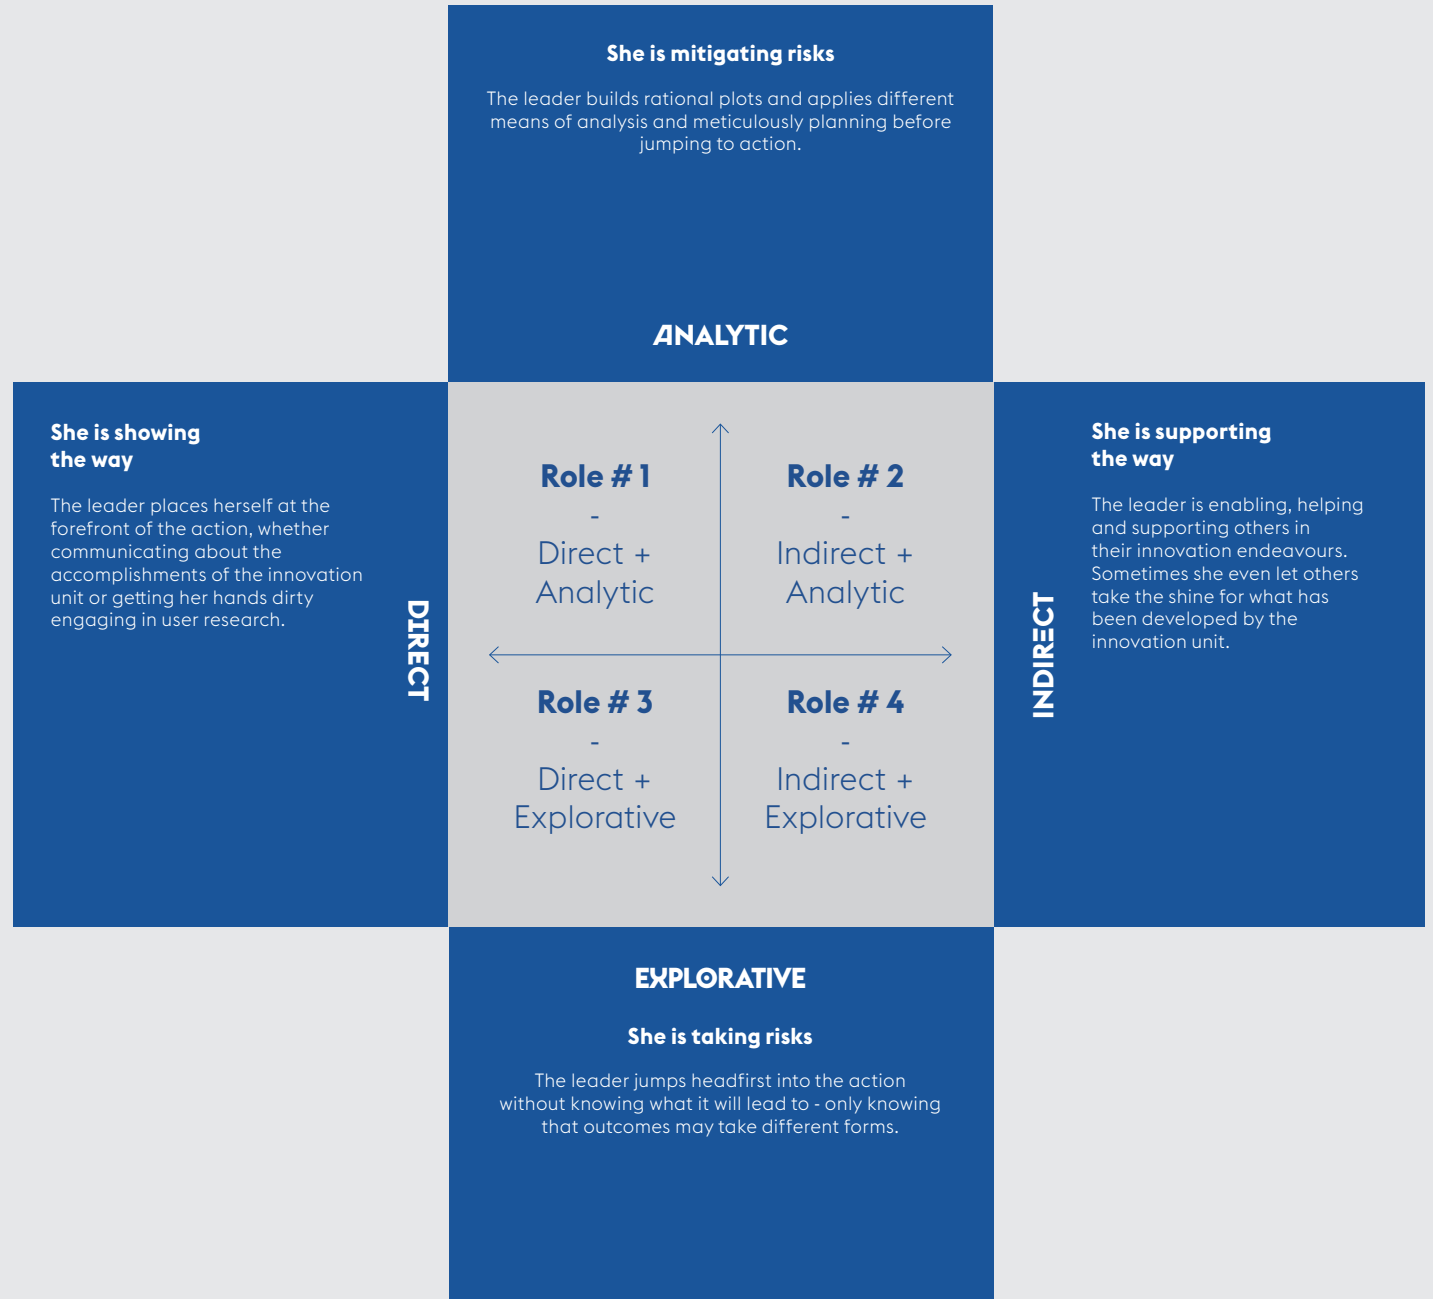 She is mitigating risks
The leader builds rational plots and applies different
means of analysis and meticulously planning before
jumping to action.
ANALYTIC
She is showing
the way
The leader places herself at the
forefront of the action, whether
communicating about the
accomplishments of the innovation
unit or getting her hands dirty
engaging in user research.
DIRECT
Role # 1
-
Direct +
Analytic
Role # 2
-
Indirect +
Analytic
Role # 3
-
Direct +
Explorative
Role # 4
-
Indirect +
Explorative
INDIRECT
She is supporting
the way
The leader is enabling, helping
and supporting others in
their innovation endeavours.
Sometimes she even let others
take the shine for what has
been developed by the
innovation unit.
EXPLORATIVE
She is taking risks
The leader jumps headfirst into the action
without knowing what it will lead to - only knowing
that outcomes may take different forms.